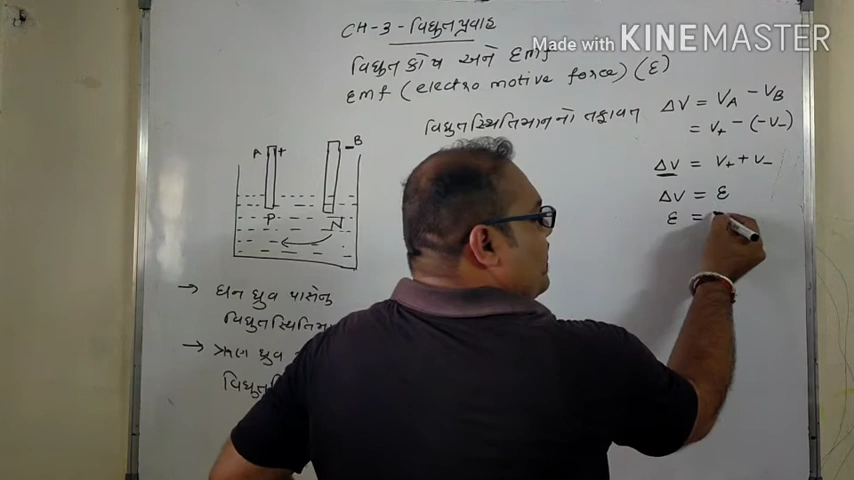 CH-3-વિદ્યુતપ્રવાહ
Made with KINEMASTER
વિદ્યુતકોષ અને Emf
Emf (electro motive force) (ε)
વિદ્યુતસ્થિતિમાનનો તફાવત
ΔV = VA - VB
= V+ - (-V-)
ΔV = V+ + V-
ΔV = ε
ε =
A +
- B
P
N
→ ધન ધ્રુવ પાસેનુ
વિદ્યુતસ્થિતિમા
→ ઋણ ધ્રુવ